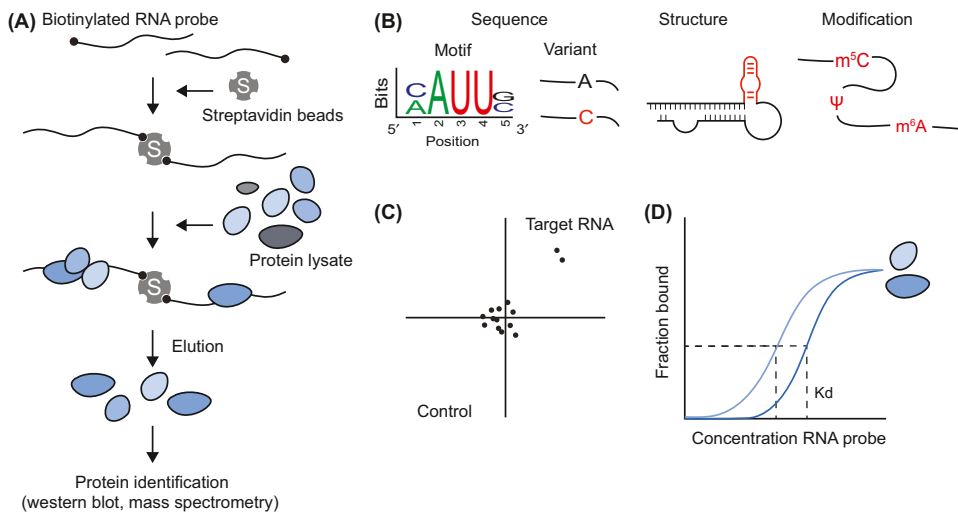 (A) Biotinylated RNA probe
S
Streptavidin beads
S
Protein lysate
S
Elution
Protein identification
(western blot, mass spectrometry)
(B) Sequence Structure Modification
Motif Variant
Bits
C A U U G
A C
5′ 1 2 3 4 5 3′
Position
A
C
m⁵C
Ψ
m⁶A
(C)
Target RNA
Control
(D)
Fraction bound
Kd
Concentration RNA probe